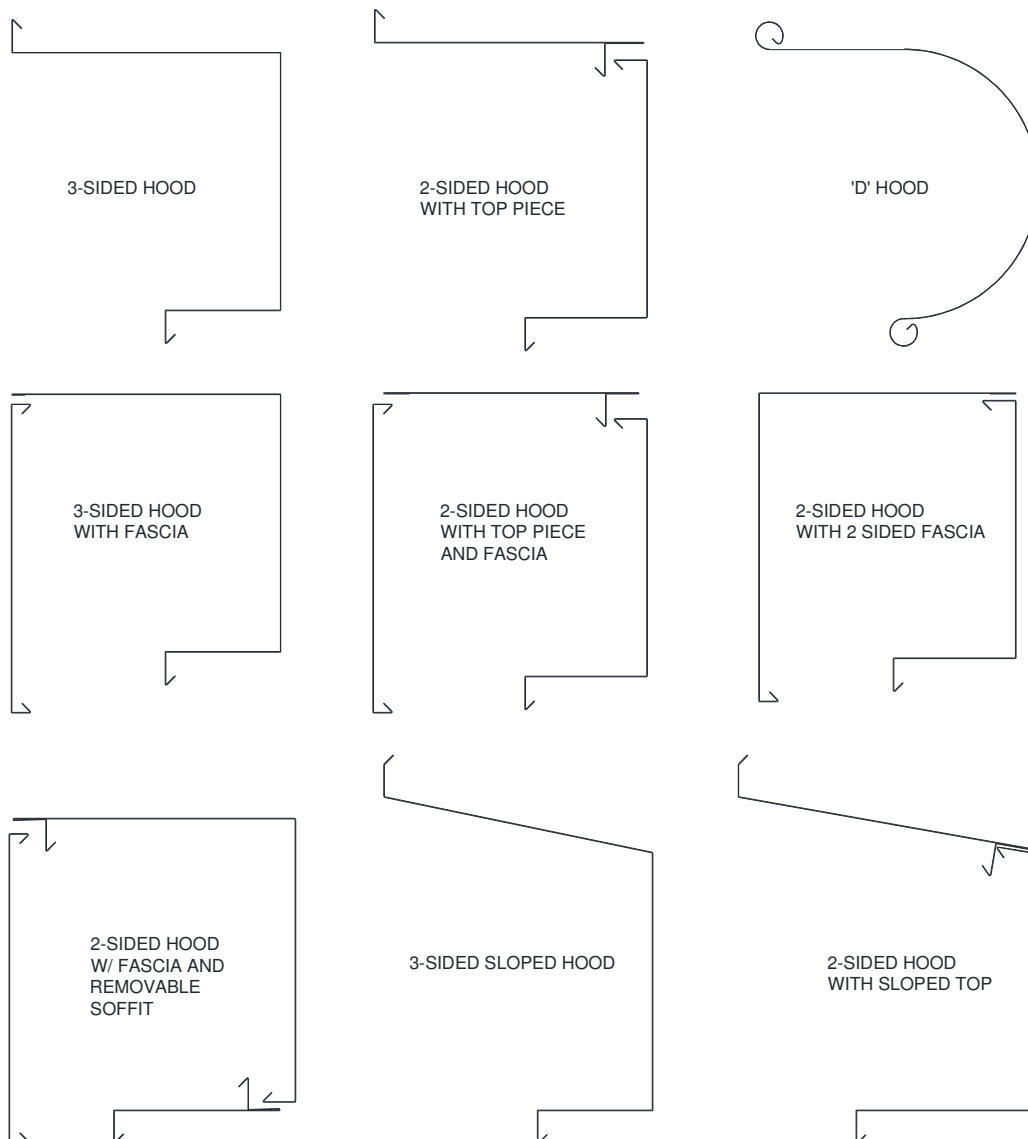 3-SIDED HOOD
2-SIDED HOOD
WITH TOP PIECE
'D' HOOD
3-SIDED HOOD
WITH FASCIA
2-SIDED HOOD
WITH TOP PIECE
AND FASCIA
2-SIDED HOOD
WITH 2 SIDED FASCIA
2-SIDED HOOD
W/ FASCIA AND
REMOVABLE
SOFFIT
3-SIDED SLOPED HOOD
2-SIDED HOOD
WITH SLOPED TOP